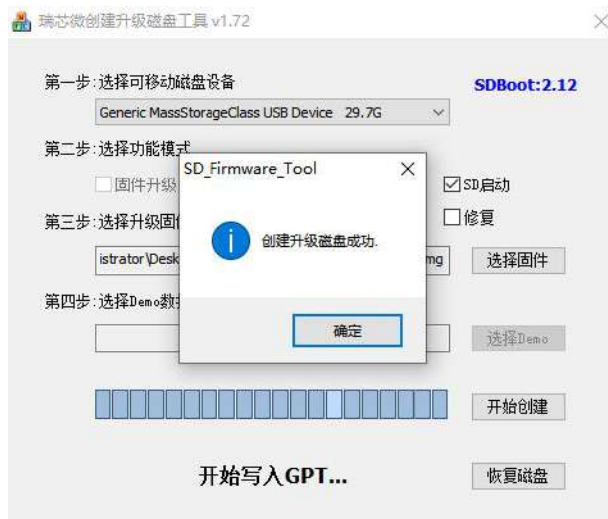 瑞芯微创建升级磁盘工具 v1.72
第一步:选择可移动磁盘设备
SDBoot:2.12
Generic MassStorageClass USB Device 29.7G
第二步:选择功能模式
SD_Firmware_Tool
固件升级
SD启动
第三步:选择升级固
修复
创建升级磁盘成功.
istrator\Desk
mg
选择固件
第四步:选择Demo数
确定
选择Demo
开始创建
开始写入GPT...
恢复磁盘